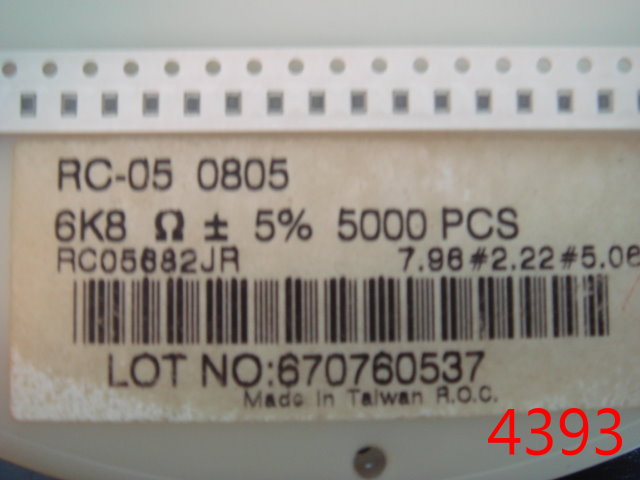 RC-05 0805
6K8 Ω ± 5% 5000 PCS
RC05682JR 7.96#2.22#5.06
LOT NO:670760537
Made in Taiwan R.O.C.
4393